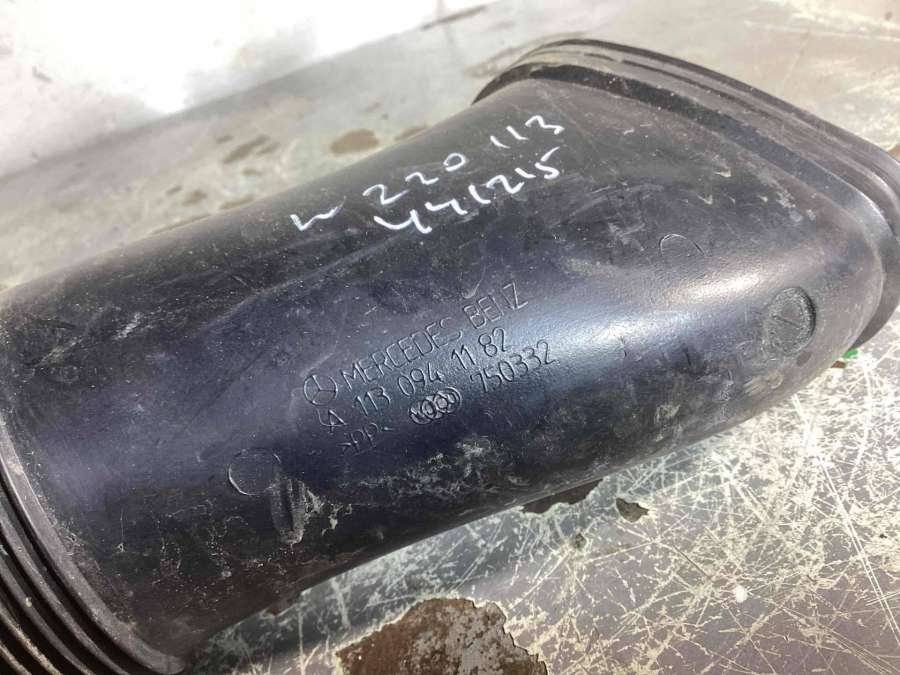 W 220 113
441215
MERCEDES BENZ
A 113 094 11 82
>PP< 750332